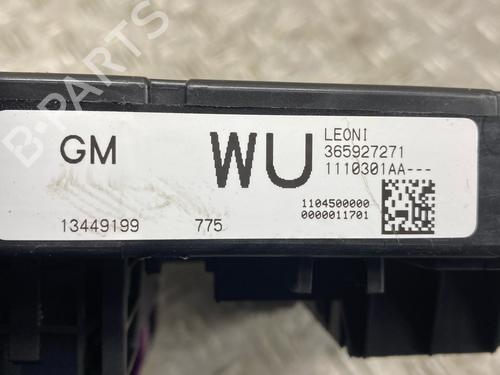 B-PARTS
GM
WU
LEONI
365927271
1110301AA---
1104500000
0000011701
13449199
775